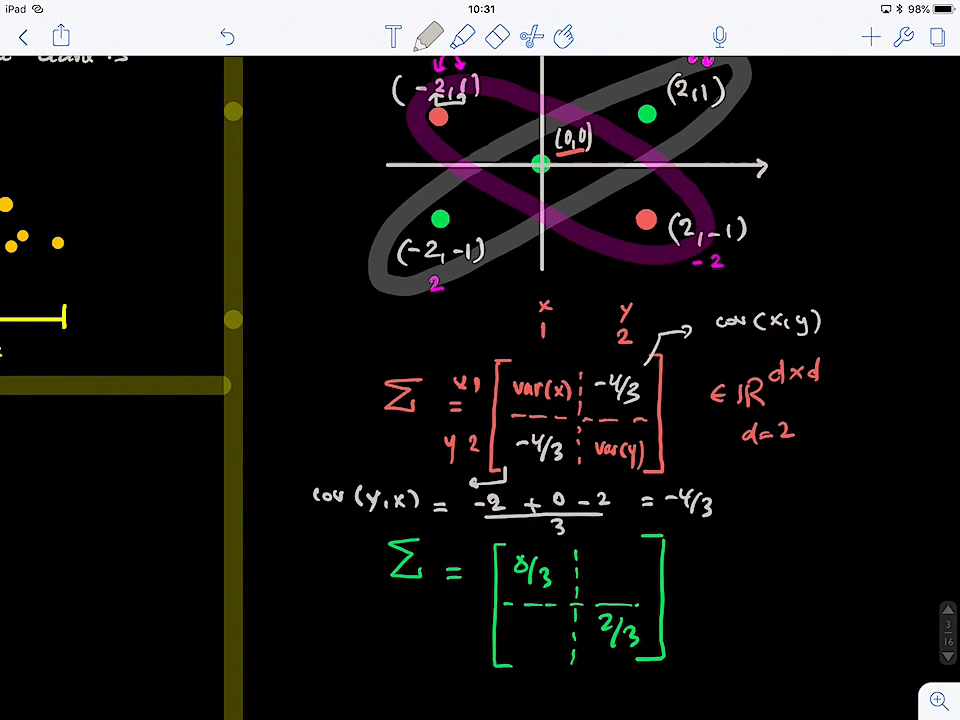 iPad 10:31 98%
T
(-2,1) (2,1)
(0,0)
(-2,-1) (2,-1)
2 -2
x y
1 2 cov(x,y)
Σ = x 1 var(x) -4/3 ∈ ℝ^{d×d}
y 2 -4/3 var(y) d=2
cov(y,x) = (-2 + 0 - 2)/3 = -4/3
Σ = 8/3
2/3
3
16